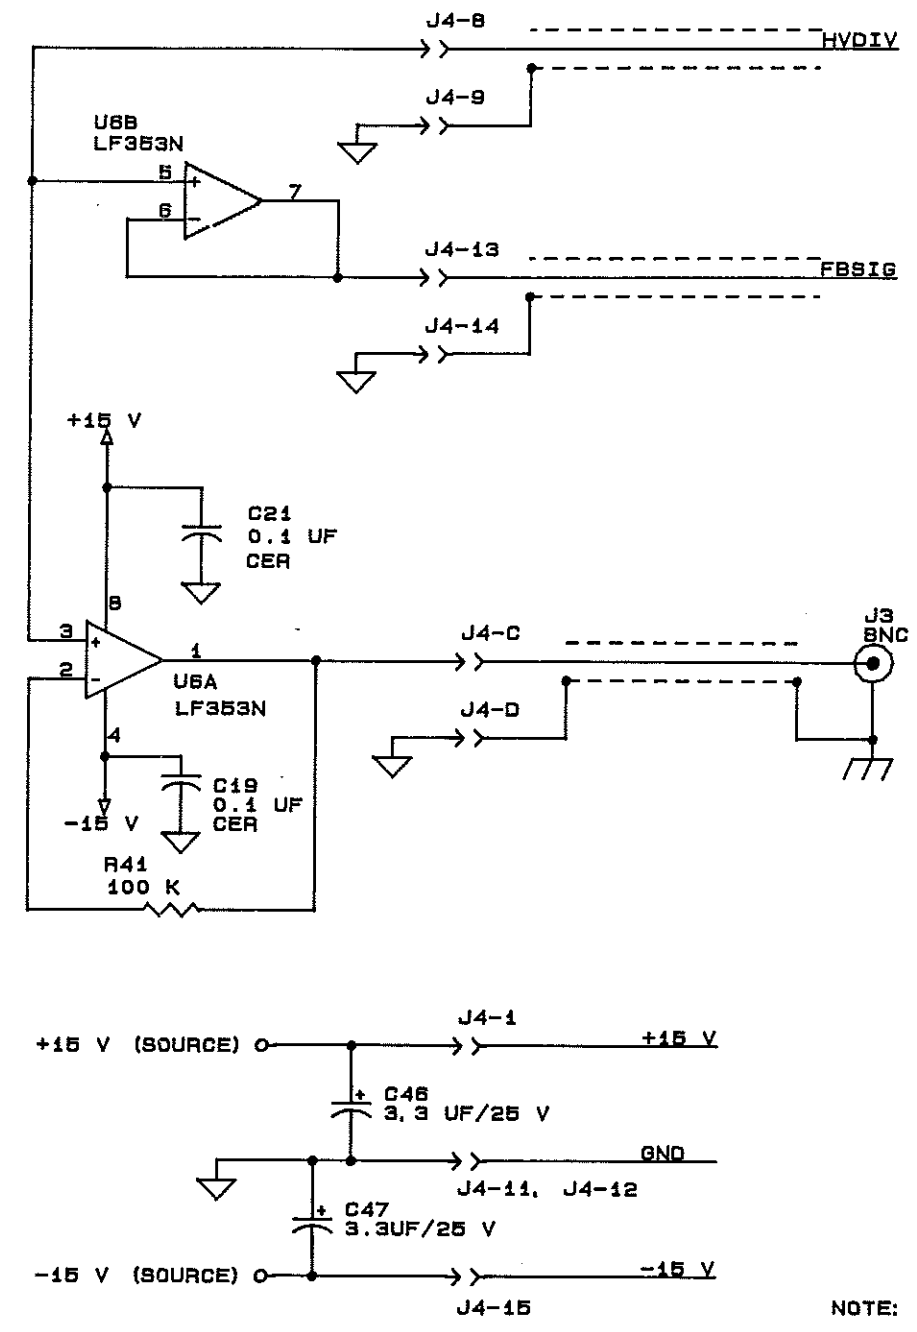 J4-8
HVDIV
J4-9
U6B
LF353N
5
+
7
6
-
J4-13
FBSIG
J4-14
+15 V
C21
0.1 UF
CER
8
J3
BNC
3
+
1
J4-C
2
-
U6A
LF353N
J4-D
4
C19
0.1 UF
CER
-15 V
R41
100 K
J4-1
+15 V (SOURCE)
+15 V
+ C46
3.3 UF/25 V
GND
J4-11, J4-12
+ C47
3.3UF/25 V
-15 V (SOURCE)
-15 V
J4-15
NOTE: